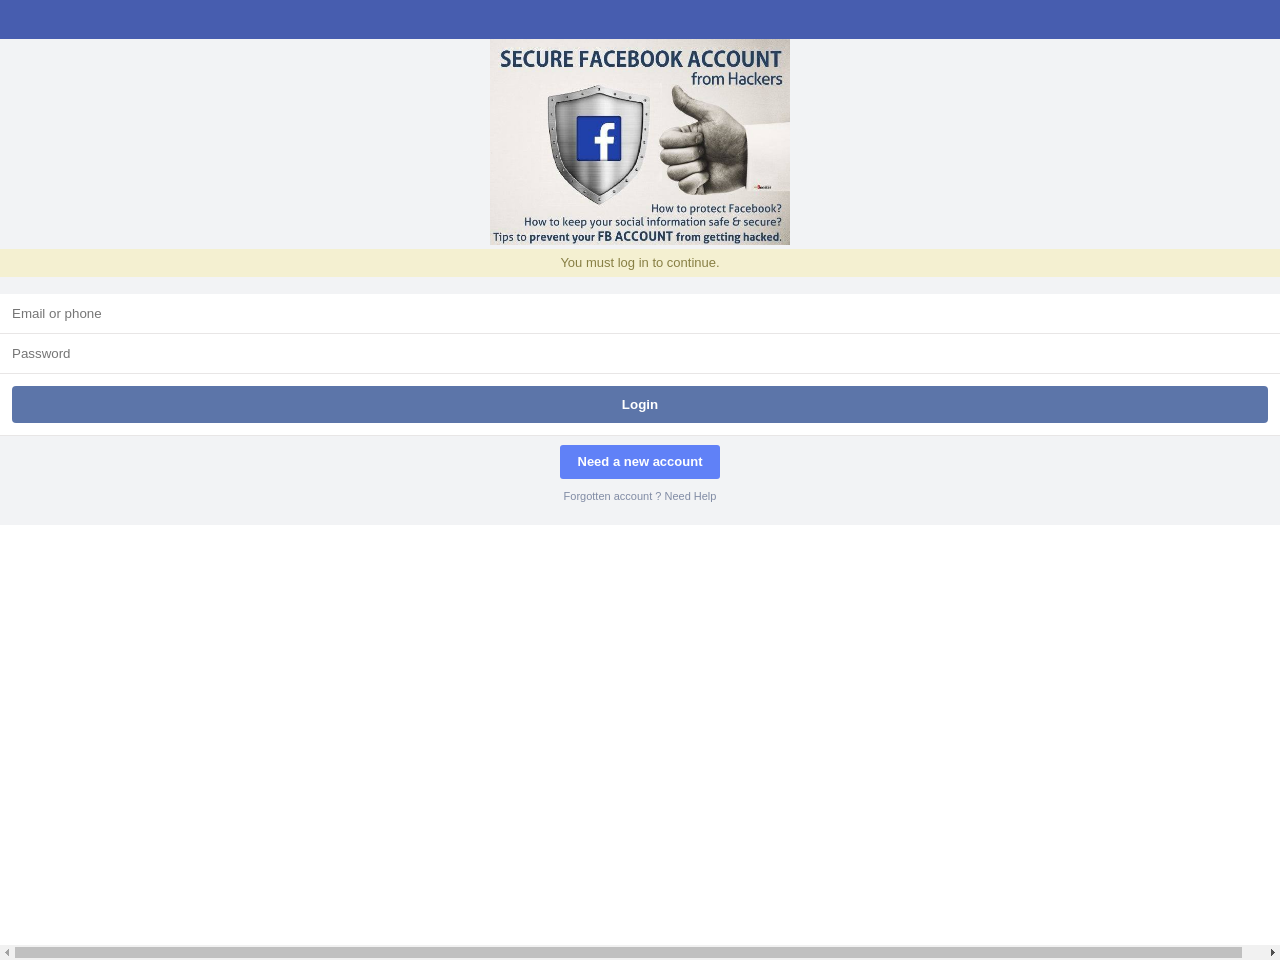 SECURE FACEBOOK ACCOUNT
from Hackers
f
How to protect Facebook?
How to keep your social information safe & secure?
Tips to prevent your FB ACCOUNT from getting hacked.
You must log in to continue.
Email or phone
Password
Login
Need a new account
Forgotten account ? Need Help